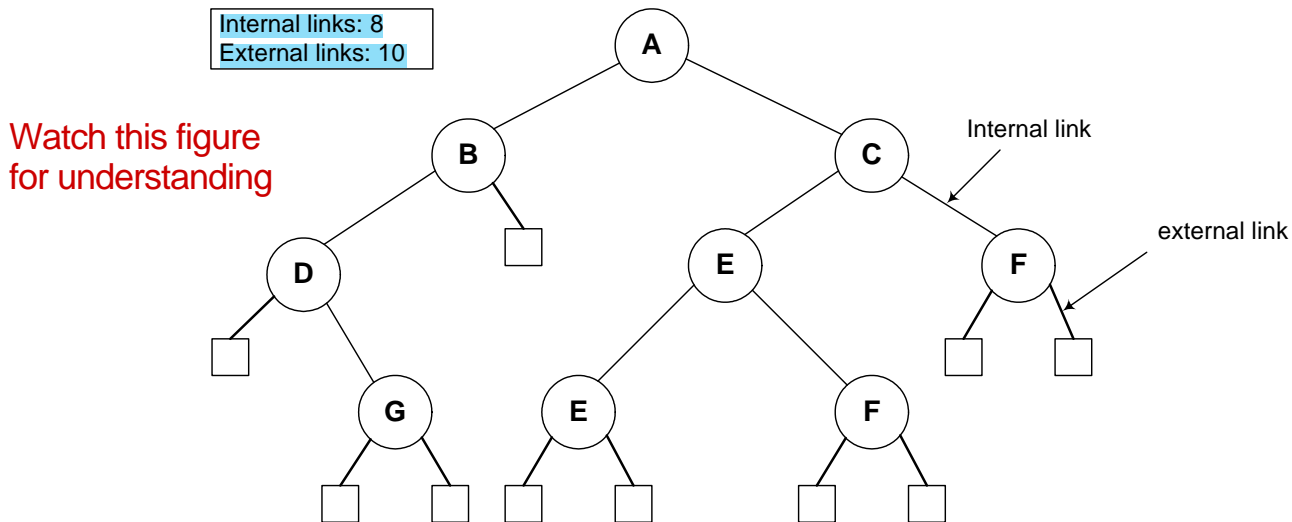 Internal links: 8
External links: 10
A
Watch this figure
for understanding
B
C
Internal link
D
E
F
external link
G
E
F